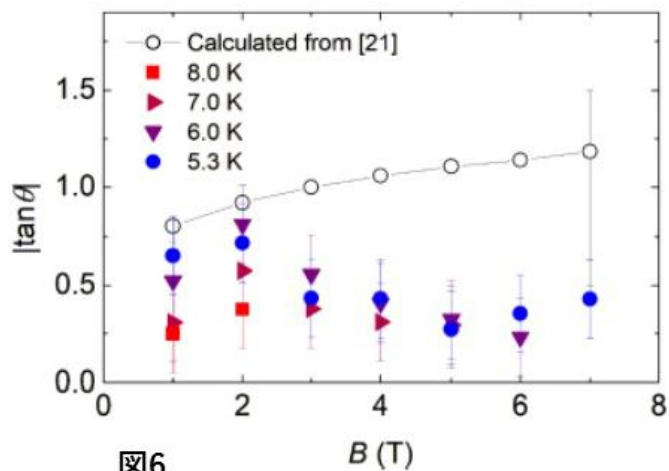 Calculated from [21]
8.0 K
7.0 K
6.0 K
5.3 K
|tanθ|
1.5
1.0
0.5
0.0
0 2 4 6 8
B (T)
図6